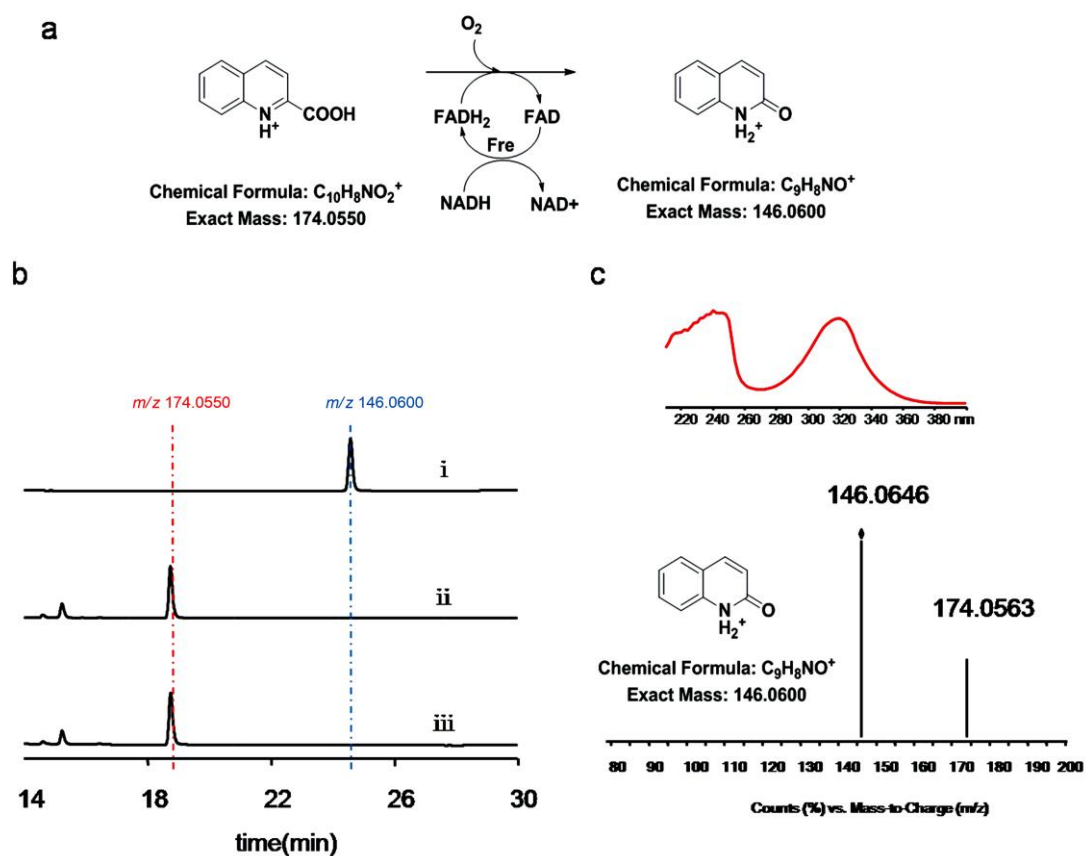 a
O₂
N
H⁺
COOH
FADH₂
FAD
Fre
NADH
NAD+
N
H₂⁺
O
Chemical Formula: C₁₀H₈NO₂⁺
Exact Mass: 174.0550
Chemical Formula: C₉H₈NO⁺
Exact Mass: 146.0600
b
m/z 174.0550
m/z 146.0600
i
ii
iii
14 18 22 26 30
time(min)
c
220 240 260 280 300 320 340 360 380 nm
146.0646
174.0563
N
H₂⁺
O
Chemical Formula: C₉H₈NO⁺
Exact Mass: 146.0600
80 90 100 110 120 130 140 150 170 180 190 200
Counts (%) vs. Mass-to-Charge (m/z)